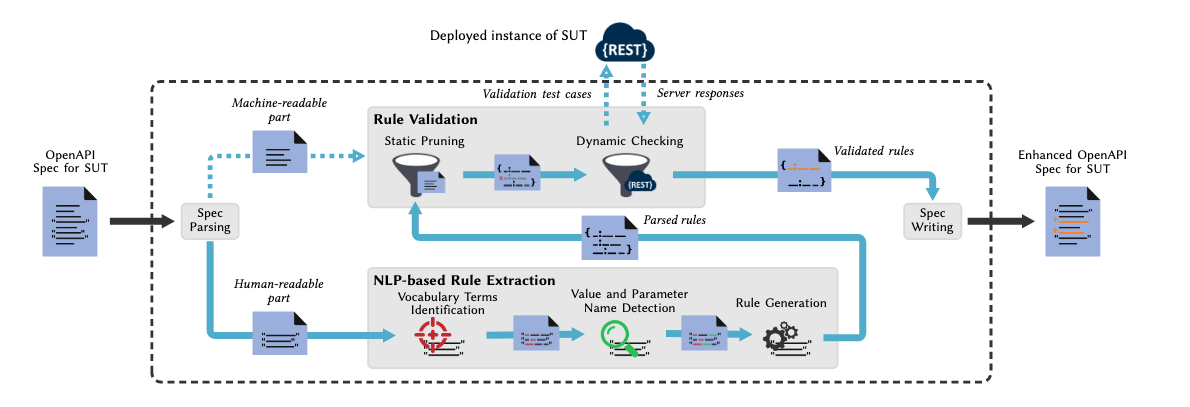 Deployed instance of SUT
{REST}
Validation test cases
Server responses
Machine-readable
part
Rule Validation
Static Pruning
Dynamic Checking
{REST}
Validated rules
OpenAPI
Spec for SUT
Enhanced OpenAPI
Spec for SUT
Spec
Parsing
Parsed rules
Spec
Writing
Human-readable
part
NLP-based Rule Extraction
Vocabulary Terms
Identification
Value and Parameter
Name Detection
Rule Generation